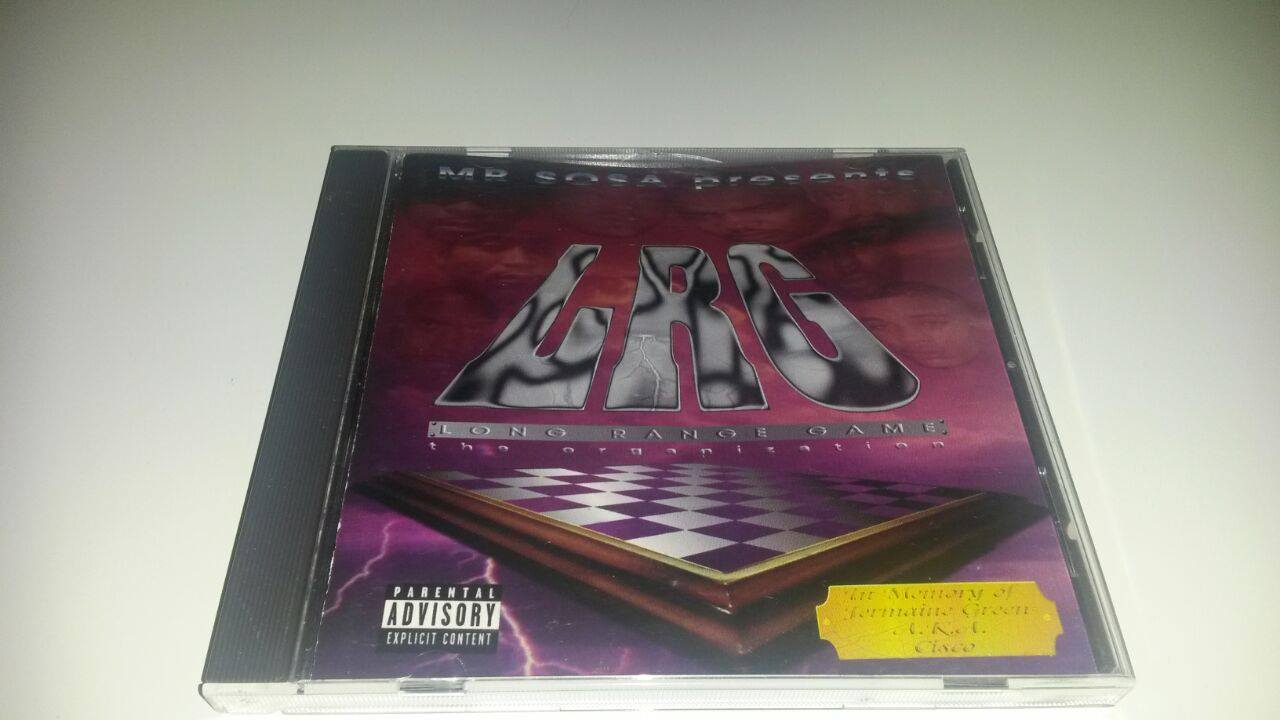 MR SOSA presents
LRG
LONG RANGE GAME
the organization
PARENTAL
ADVISORY
EXPLICIT CONTENT
In Memory of
Jermaine Green
A.K.A.
Cisco